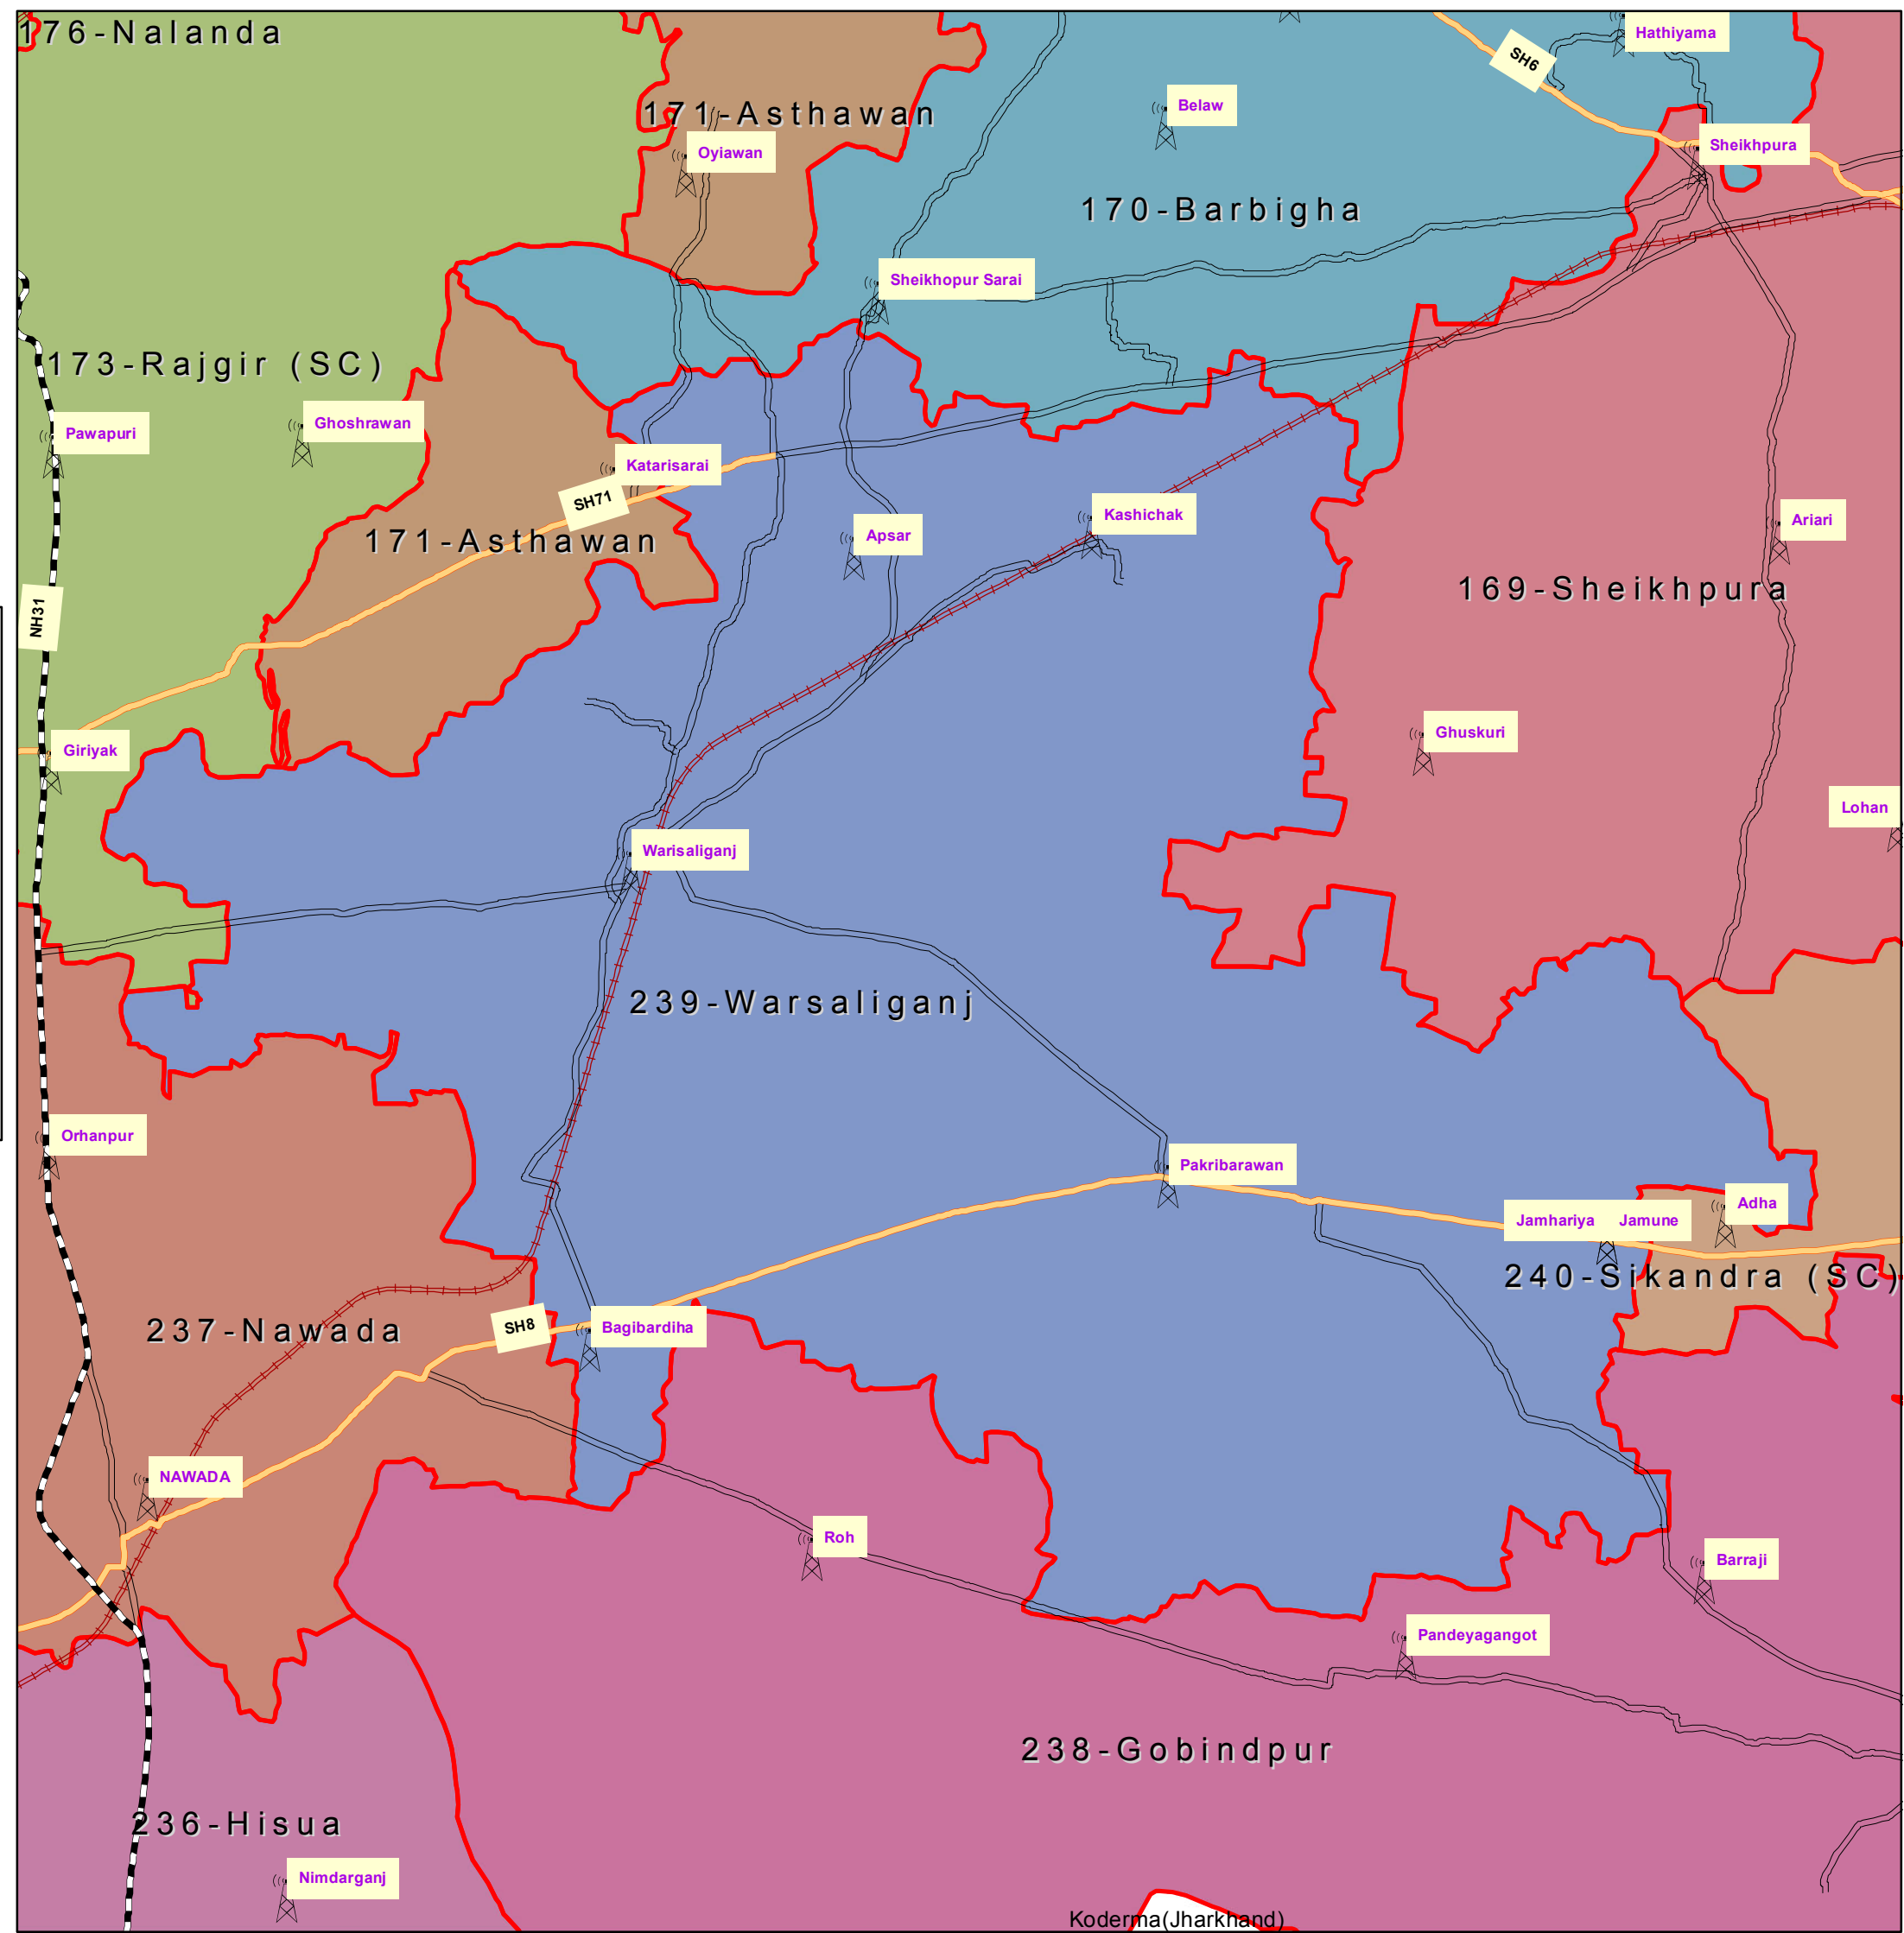 176-Nalanda
Hathiyama
SH6
Belaw
171-Asthawan
Sheikhpura
Oyiawan
170-Barbigha
Sheikhopur Sarai
173-Rajgir (SC)
Ghoshrawan
Pawapuri
Katarisarai
SH71
Kashichak
Ariari
Apsar
171-Asthawan
169-Sheikhpura
NH31
Ghuskuri
Giriyak
Lohan
Warisaliganj
239-Warsaliganj
Orhanpur
Pakribarawan
Adha
Jamhariya Jamune
240-Sikandra (SC)
SH8
Bagibardiha
237-Nawada
NAWADA
Roh
Barraji
Pandeyagangot
238-Gobindpur
236-Hisua
Nimdarganj
Koderma(Jharkhand)